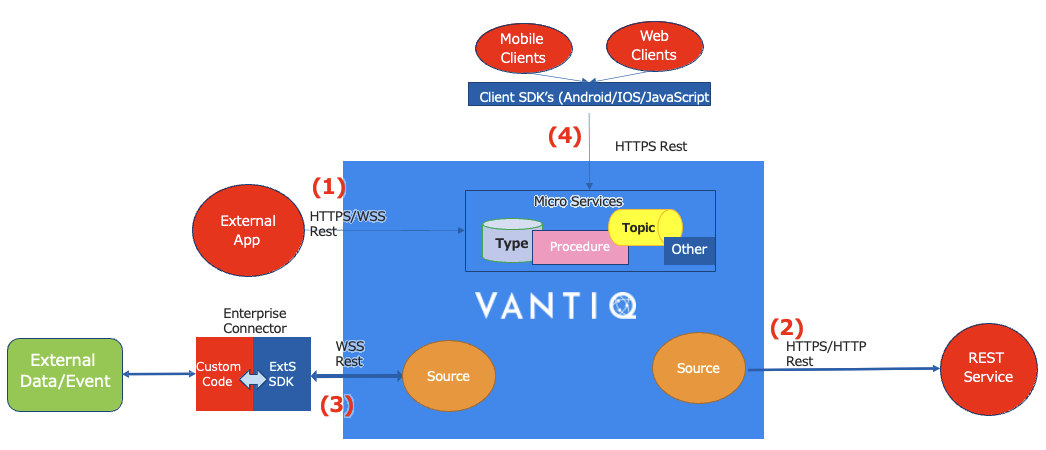 Mobile
Clients
Web
Clients
Client SDK's (Android/IOS/JavaScript
(4)
HTTPS Rest
(1)
External
App
HTTPS/WSS
Rest
Micro Services
Type
Procedure
Topic
Other
VANTIQ
Enterprise
Connector
External
Data/Event
Custom
Code
ExtS
SDK
WSS
Rest
(3)
Source
Source
(2)
HTTPS/HTTP
Rest
REST
Service